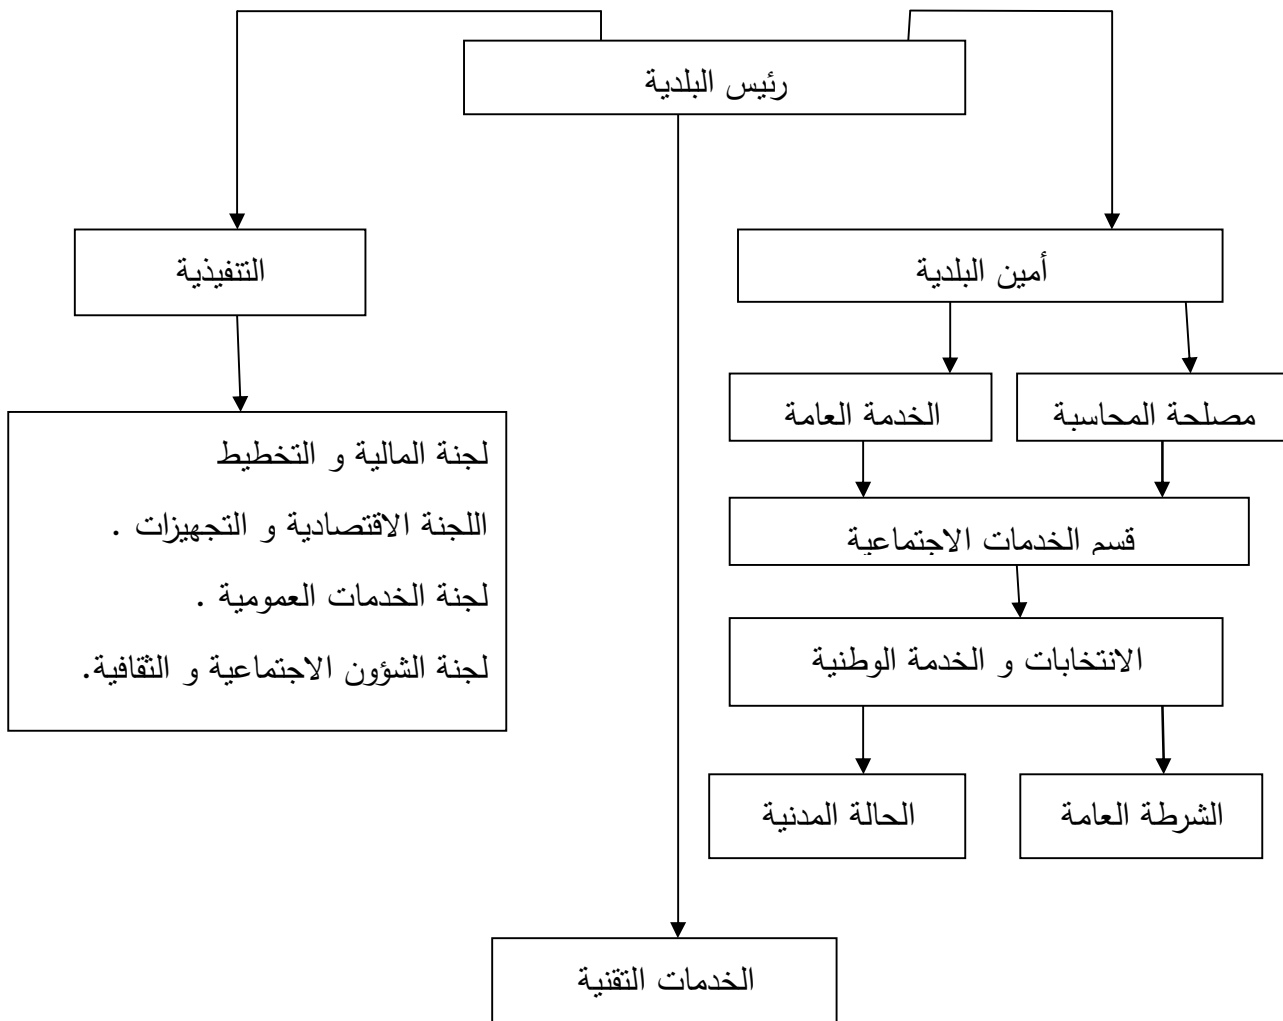 رئيس البلدية
أمين البلدية
التنفيذية
مصلحة المحاسبة
الخدمة العامة
لجنة المالية و التخطيط
اللجنة الاقتصادية و التجهيزات .
لجنة الخدمات العمومية .
لجنة الشؤون الاجتماعية و الثقافية.
قسم الخدمات الاجتماعية
الانتخابات و الخدمة الوطنية
الشرطة العامة
الحالة المدنية
الخدمات التقنية